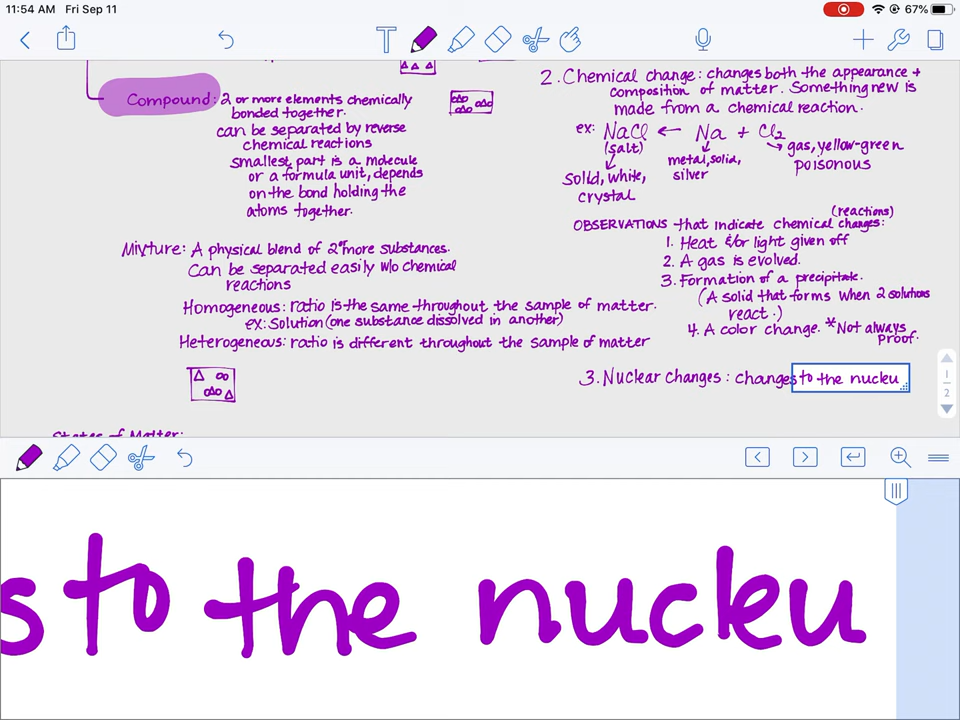 11:54 AM Fri Sep 11
67%
Compound: 2 or more elements chemically
bonded together.
can be separated by reverse
chemical reactions
smallest part is a molecule
or a formula unit, depends
on the bond holding the
atoms together.
Mixture: A physical blend of 2 or more substances.
Can be separated easily w/o chemical
reactions
Homogeneous: ratio is the same throughout the sample of matter.
ex: solution (one substance dissolved in another)
Heterogeneous: ratio is different throughout the sample of matter
States of Matter:
2. Chemical change: changes both the appearance +
composition of matter. Something new is
made from a chemical reaction.
ex: NaCl ← Na + Cl2
(salt)
metal, solid,
silver
gas, yellow-green
poisonous
solid, white,
crystal
(reactions)
OBSERVATIONS that indicate chemical changes:
1. Heat &/or light given off
2. A gas is evolved.
3. Formation of a precipitate.
(A solid that forms when 2 solutions
react.)
4. A color change. *Not always
proof.
3. Nuclear Changes: changes to the nucku
1
2
s to the nucku